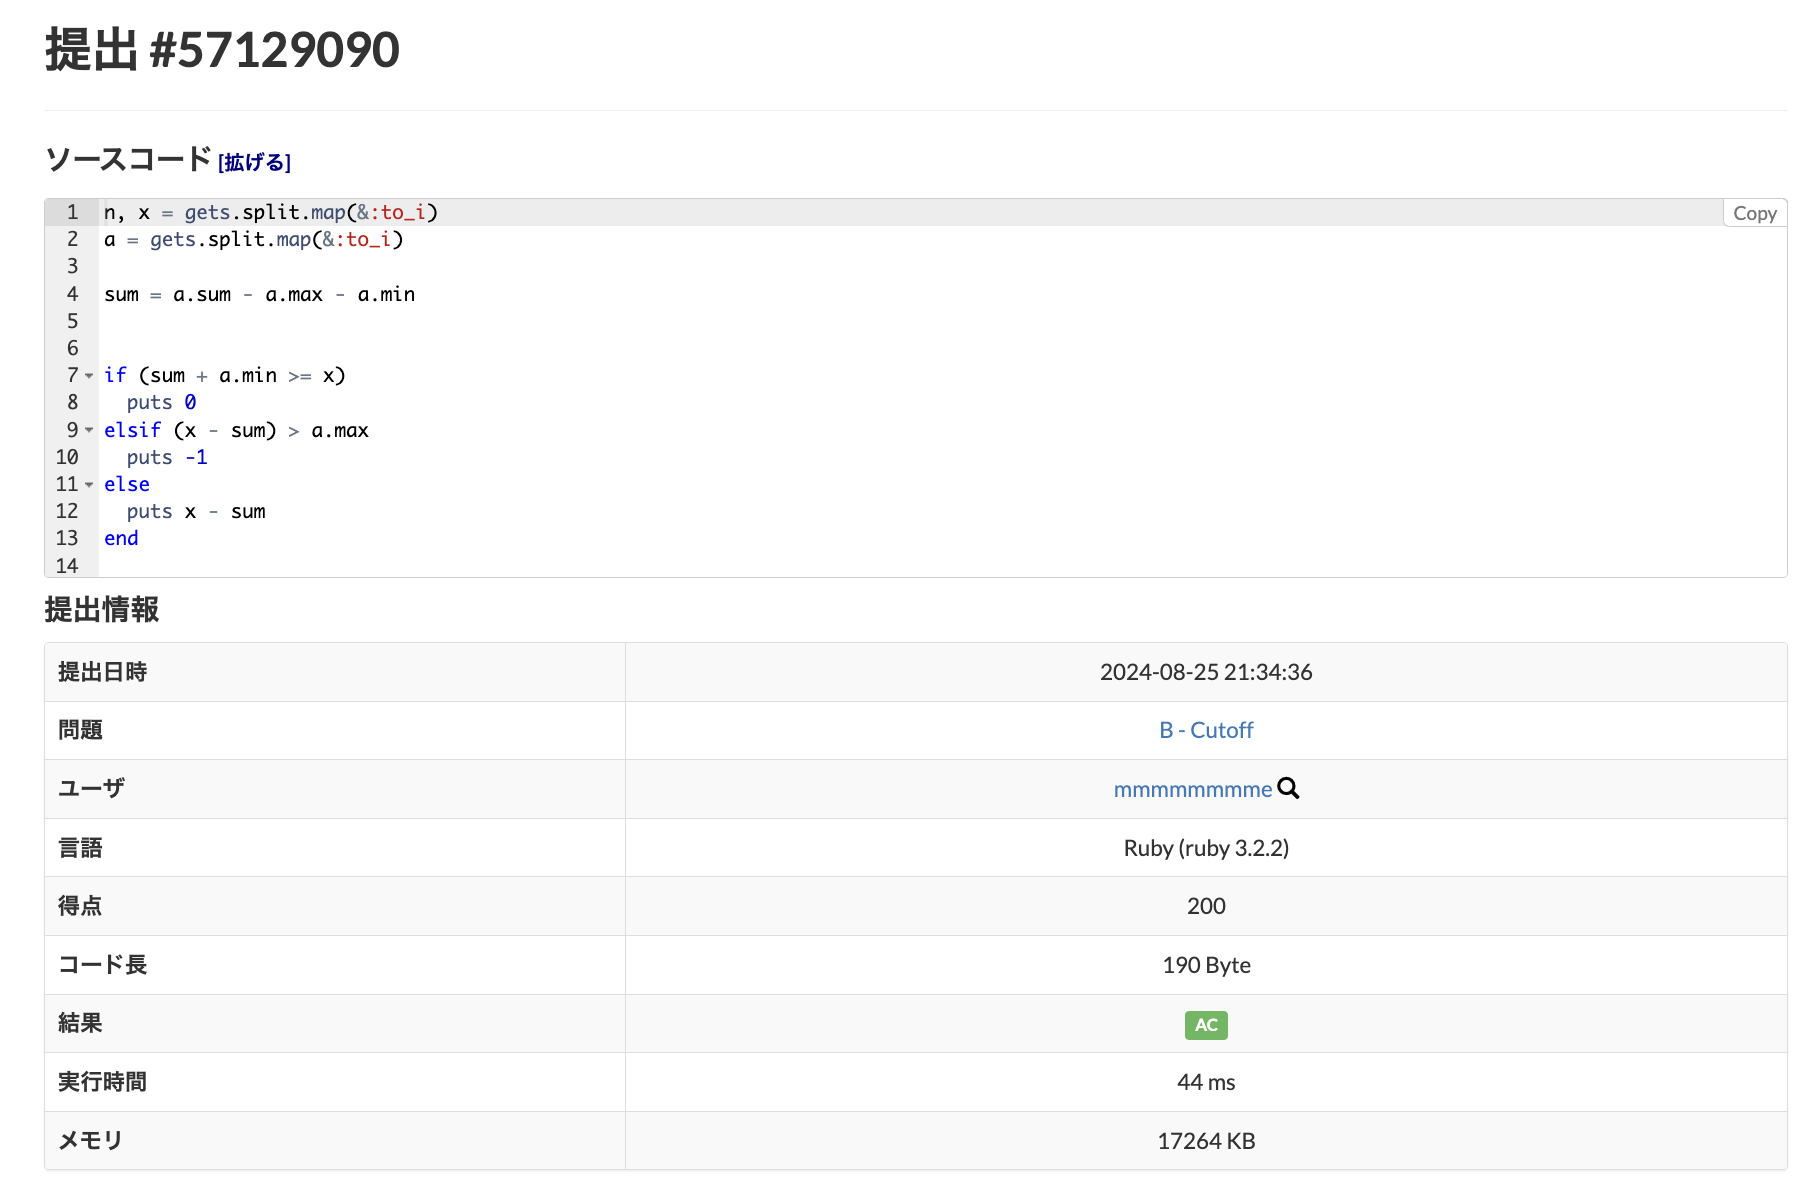 提出 #57129090
ソースコード [拡げる]
Copy
1 n, x = gets.split.map(&:to_i)
2 a = gets.split.map(&:to_i)
3
4 sum = a.sum - a.max - a.min
5
6
7 if (sum + a.min >= x)
8   puts 0
9 elsif (x - sum) > a.max
10   puts -1
11 else
12   puts x - sum
13 end
14
提出情報
提出日時 2024-08-25 21:34:36
問題 B - Cutoff
ユーザ mmmmmmmme
言語 Ruby (ruby 3.2.2)
得点 200
コード長 190 Byte
結果 AC
実行時間 44 ms
メモリ 17264 KB